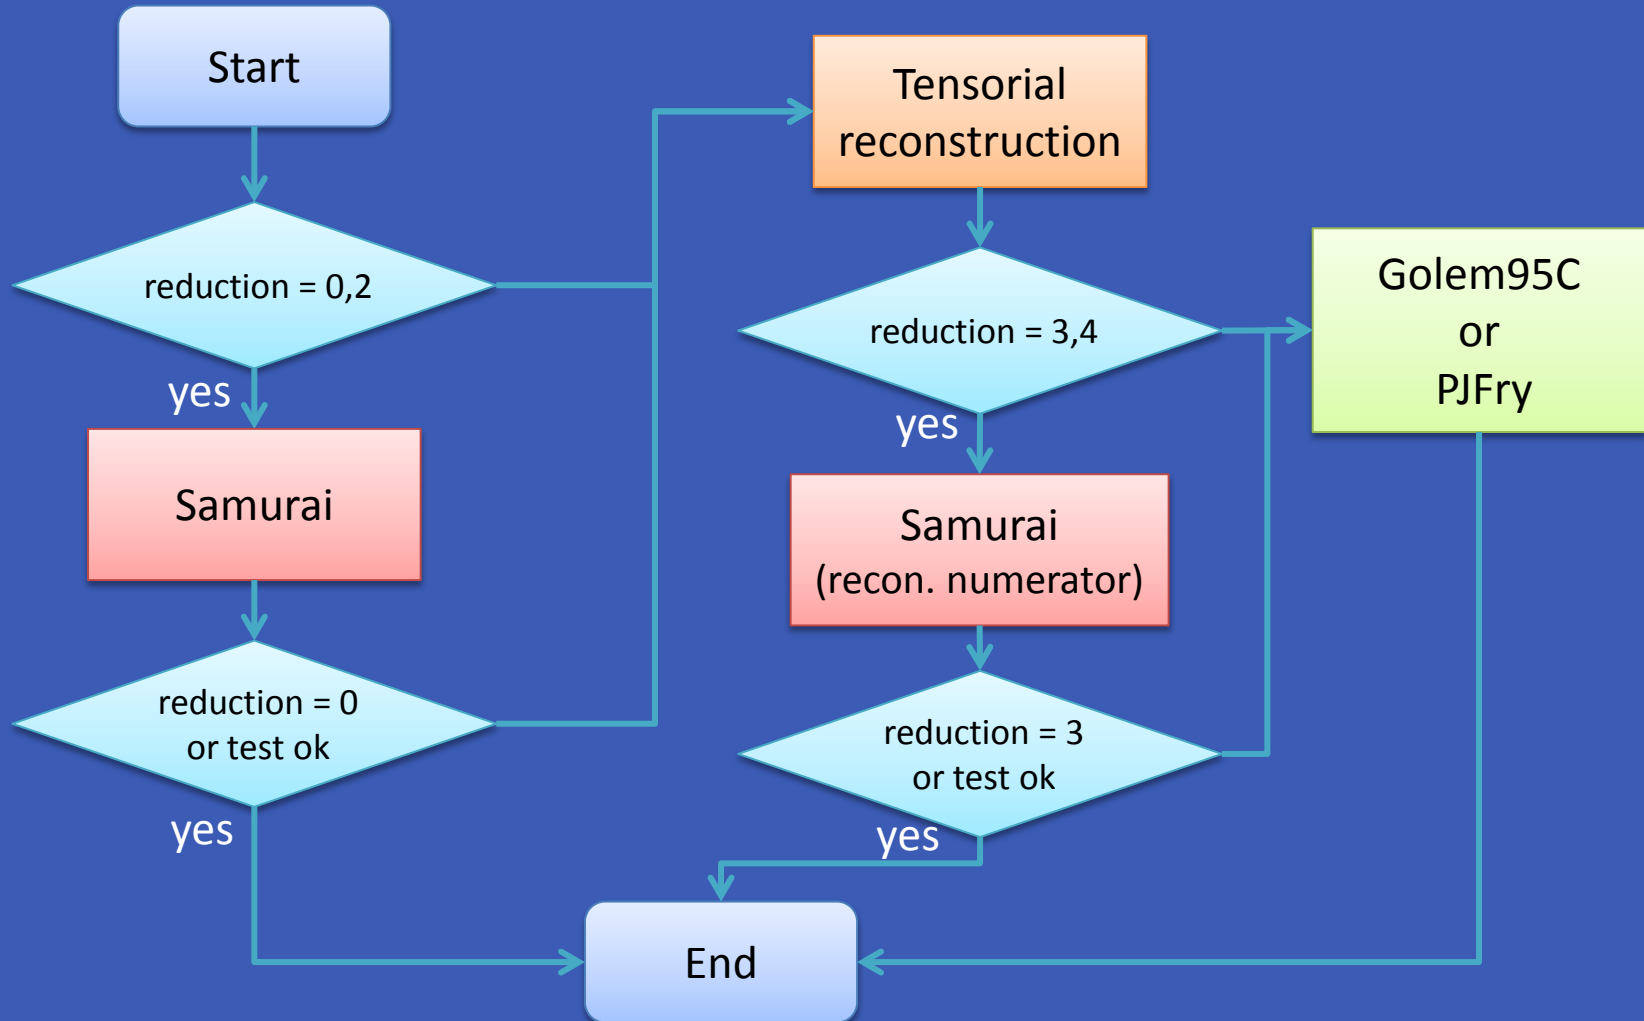 Start
reduction = 0,2
yes
Samurai
reduction = 0
or test ok
yes
Tensorial
reconstruction
reduction = 3,4
yes
Samurai
(recon. numerator)
reduction = 3
or test ok
yes
Golem95C
or
PJFry
End